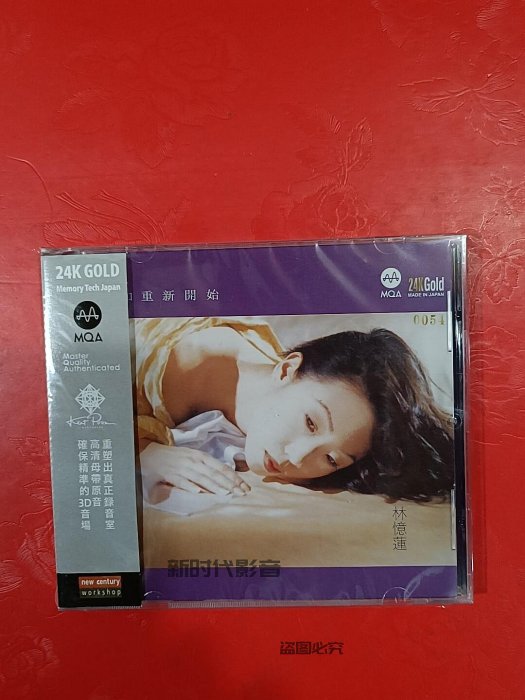 24K GOLD
Memory Tech Japan
MQA
Master
Quality
Authenticated
重塑出真正錄音室
高清母帶原音
確保精準的3D音場
new century
workshop
重新開始
MQA
24KGold
MADE IN JAPAN
0054
林憶蓮
新时代影音
盗图必究